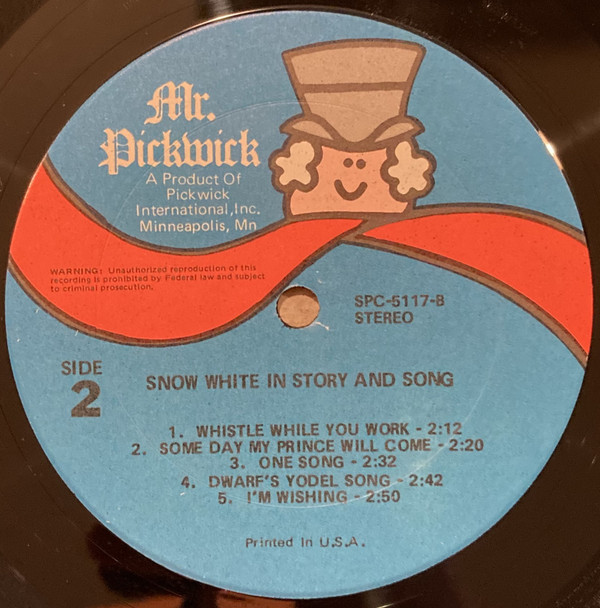 Mr.
Pickwick
A Product Of
Pickwick
International, Inc.
Minneapolis, Mn
WARNING: Unauthorized reproduction of this
recording is prohibited by Federal law and subject
to criminal prosecution.
SPC-5117-B
STEREO
SIDE
2
SNOW WHITE IN STORY AND SONG
1. WHISTLE WHILE YOU WORK - 2:12
2. SOME DAY MY PRINCE WILL COME - 2:20
3. ONE SONG - 2:32
4. DWARF'S YODEL SONG - 2:42
5. I'M WISHING - 2:50
Printed In U.S.A.